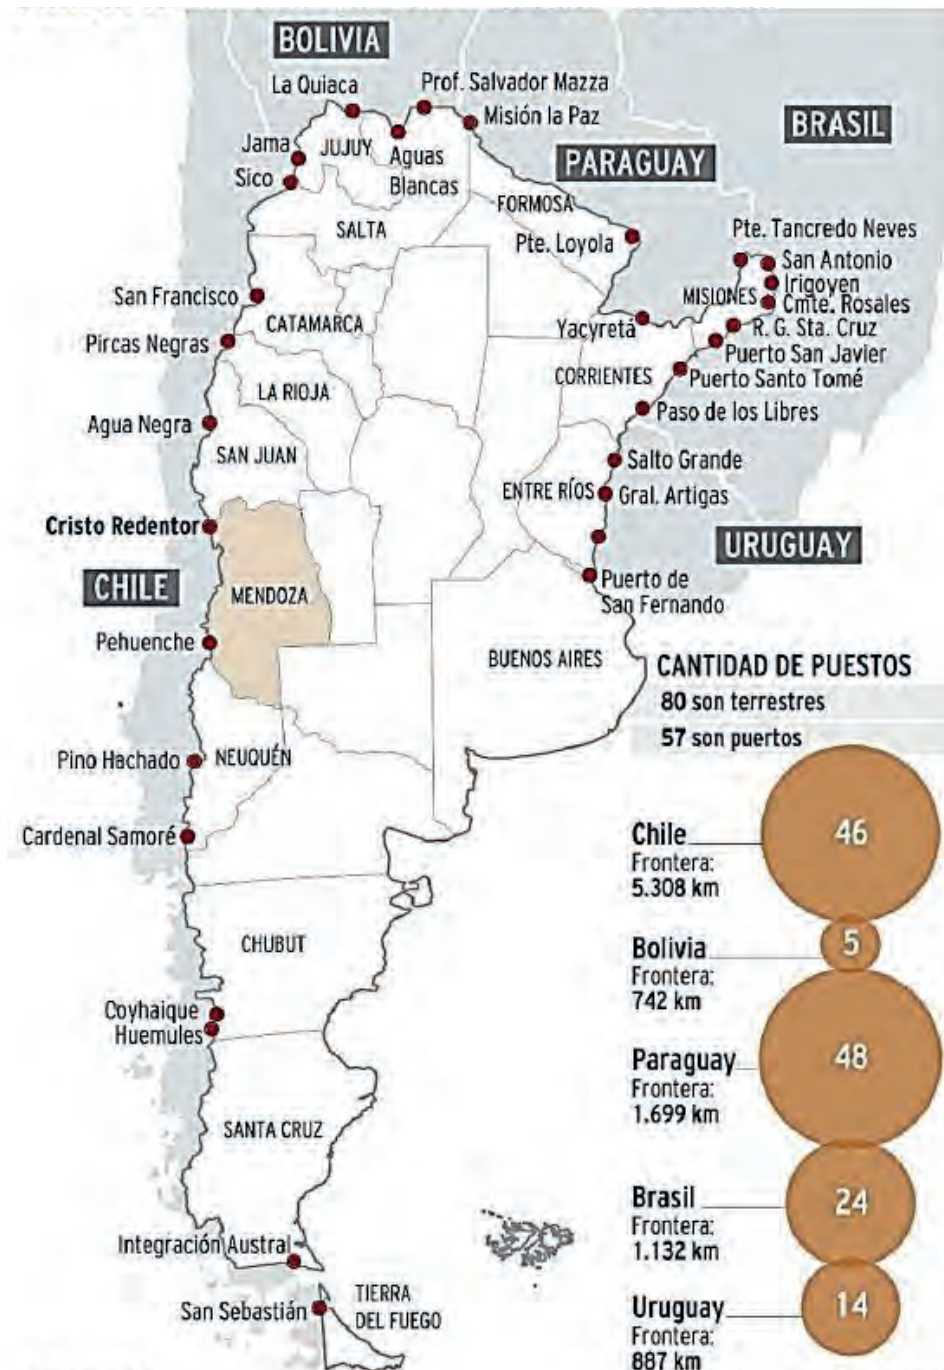 BOLIVIA
La Quiaca
Prof. Salvador Mazza
Misión la Paz
BRASIL
Jama
JUJUY
Aguas
Blancas
PARAGUAY
Sico
FORMOSA
SALTA
Pte. Loyola
Pte. Tancredo Neves
San Antonio
Irigoyen
MISIONES
Cmte. Rosales
San Francisco
CATAMARCA
Yacyretá
R. G. Sta. Cruz
Pircas Negras
Puerto San Javier
CORRIENTES
Puerto Santo Tomé
LA RIOJA
Paso de los Libres
Agua Negra
SAN JUAN
Salto Grande
ENTRE RÍOS
Gral. Artigas
Cristo Redentor
URUGUAY
CHILE
MENDOZA
Puerto de
San Fernando
Pehuenche
BUENOS AIRES
CANTIDAD DE PUESTOS
80 son terrestres
57 son puertos
Pino Hachado
NEUQUÉN
Cardenal Samoré
Chile
Frontera:
5.308 km
46
CHUBUT
Bolivia
Frontera:
742 km
5
Coyhaique
Huemules
Paraguay
Frontera:
1.699 km
48
SANTA CRUZ
Brasil
Frontera:
1.132 km
24
Integración Austral
San Sebastián
TIERRA
DEL FUEGO
Uruguay
Frontera:
887 km
14